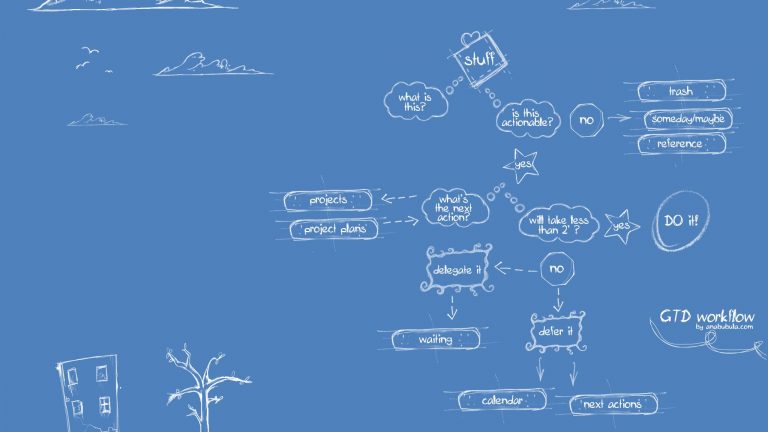 stuff
what is
this?
is this
actionable?
no
trash
someday/maybe
reference
yes
projects
project plans
what's
the next
action?
will take less
than 2' ?
yes
DO it!
delegate it
no
waiting
defer it
calendar
next actions
GTD workflow
by anabubula.com